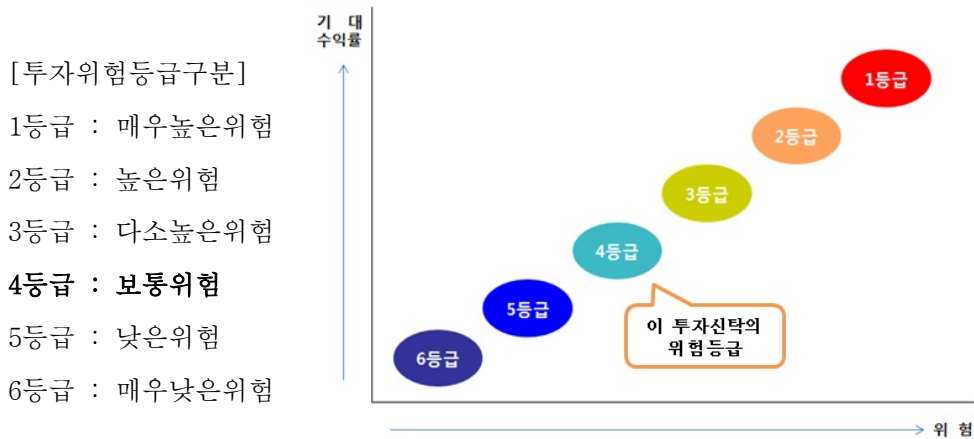 [투자위험등급구분]
1등급 : 매우높은위험
2등급 : 높은위험
3등급 : 다소높은위험
4등급 : 보통위험
5등급 : 낮은위험
6등급 : 매우낮은위험
기 대
수익률
1등급
2등급
3등급
4등급
5등급
6등급
이 투자신탁의
위험등급
위 험